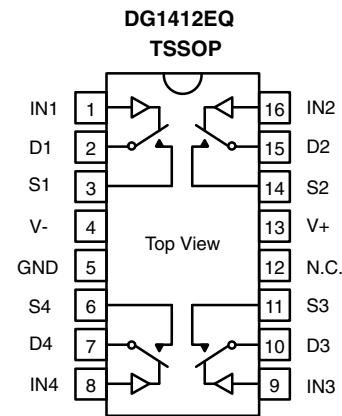 DG1412EQ
TSSOP
IN1 1 16 IN2
D1 2 15 D2
S1 3 14 S2
V- 4 13 V+
Top View
GND 5 12 N.C.
S4 6 11 S3
D4 7 10 D3
IN4 8 9 IN3